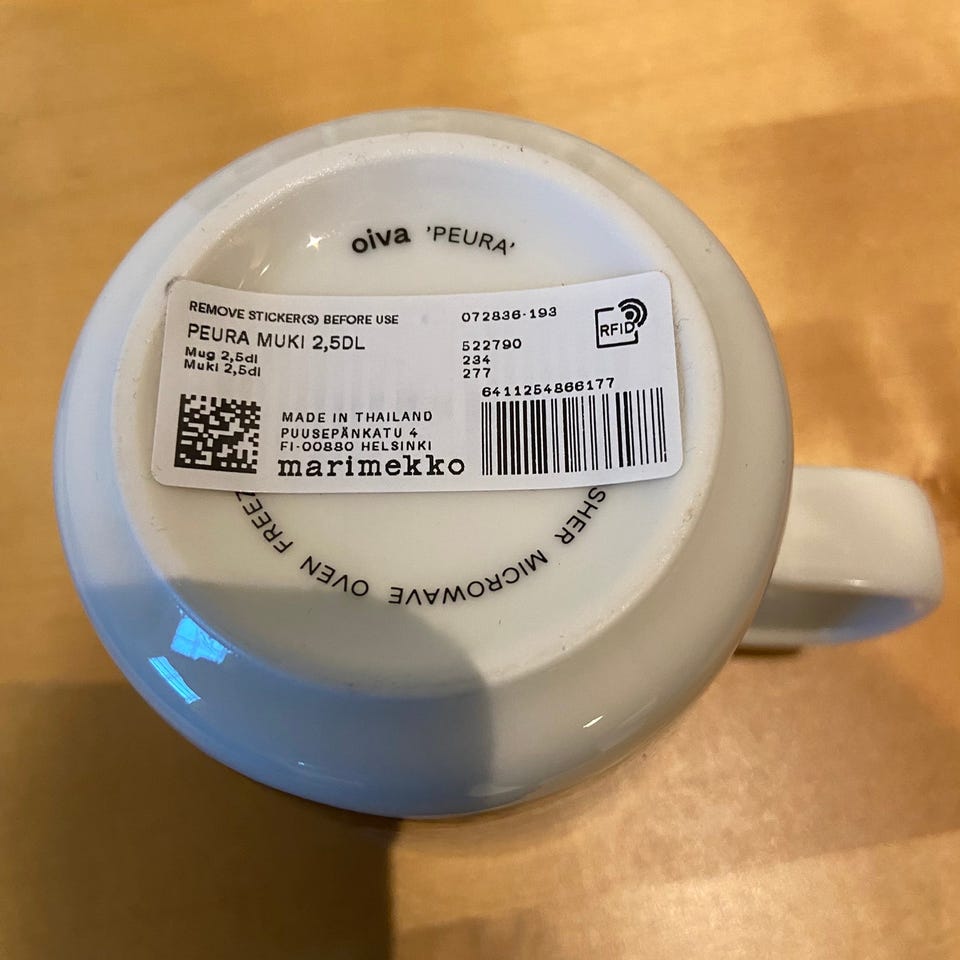 oiva 'PEURA'
REMOVE STICKER(S) BEFORE USE
PEURA MUKI 2,5DL
Mug 2,5dl
Muki 2,5dl
072836-193
522790
234
277
RFID
6411254866177
MADE IN THAILAND
PUUSEPÄNKATU 4
FI-00880 HELSINKI
marimekko
SHER MICROWAVE OVEN FREEZ